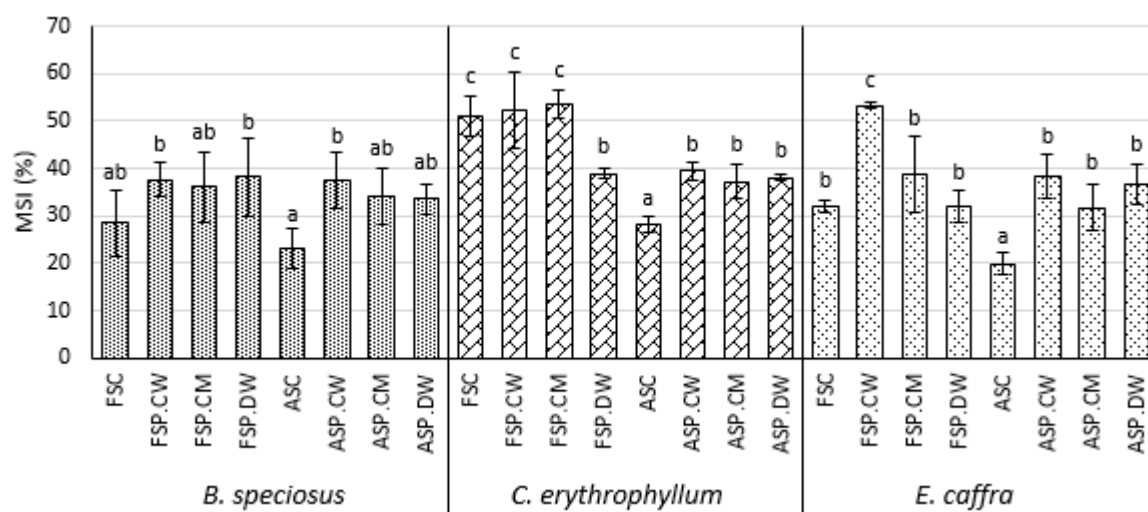 70
60
50
40
30
20
10
0
MSI (%)
ab b ab b a b ab ab
c c c b a b b b
b c b b a b b b
FSC FSP.CW FSP.CM FSP.DW ASC ASP.CW ASP.CM ASP.DW
FSC FSP.CW FSP.CM FSP.DW ASC ASP.CW ASP.CM ASP.DW
FSC FSP.CW FSP.CM FSP.DW ASC ASP.CW ASP.CM ASP.DW
B. speciosus C. erythrophyllum E. caffra